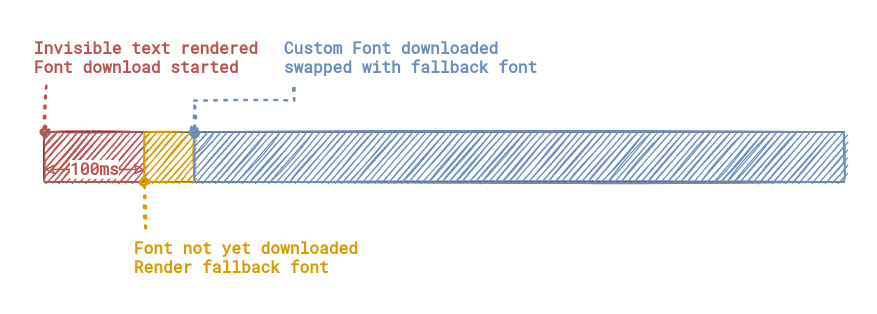 Invisible text rendered
Font download started
Custom Font downloaded
swapped with fallback font
100ms
Font not yet downloaded
Render fallback font